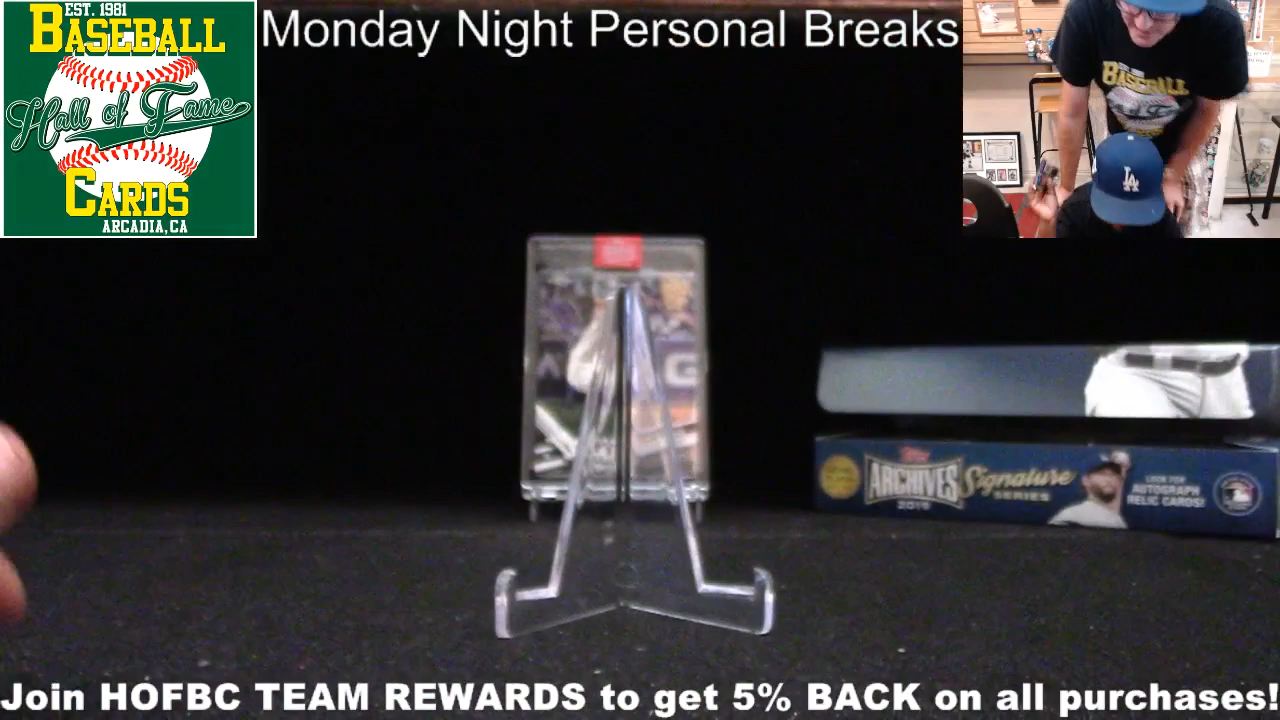 EST. 1981
BASEBALL
Hall of Fame
CARDS
ARCADIA, CA
Monday Night Personal Breaks
BASEBALL
LA
A
G
Topps
ARCHIVES Signature
SERIES
2019
LOOK FOR
AUTOGRAPH
RELIC CARDS!
Join HOFBC TEAM REWARDS to get 5% BACK on all purchases!